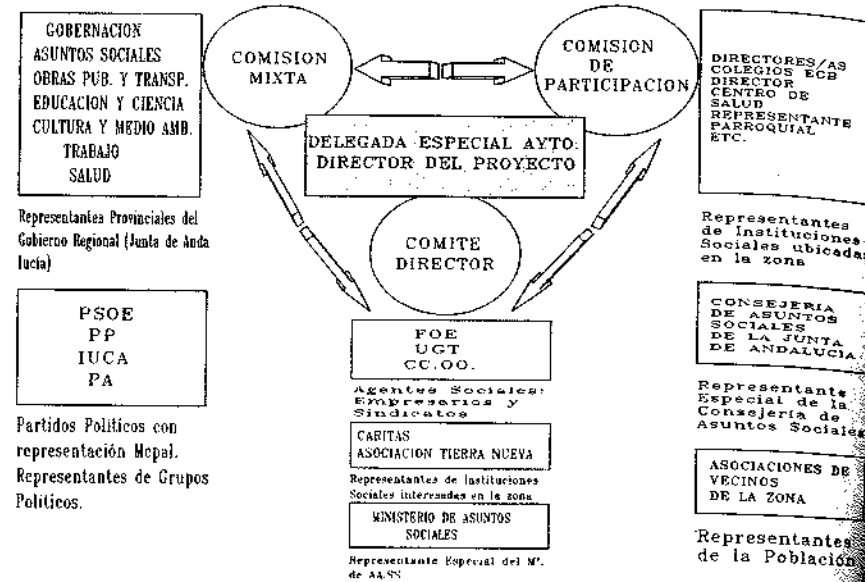 GOBERNACION
ASUNTOS SOCIALES
OBRAS PUB. Y TRANSP.
EDUCACION Y CIENCIA
CULTURA Y MEDIO AMB.
TRABAJO
SALUD
Representantes Provinciales del
Gobierno Regional (Junta de Anda
lucía)
PSOE
PP
IUCA
PA
Partidos Políticos con
representación Mcpal.
Representantes de Grupos
Políticos.
COMISION
MIXTA
COMISION
DE
PARTICIPACION
DELEGADA ESPECIAL AYTO.
DIRECTOR DEL PROYECTO
COMITE
DIRECTOR
FOE
UGT
CC.OO.
Agentes Sociales:
Empresarios y
Sindicatos
CARITAS
ASOCIACION TIERRA NUEVA
Representantes de Instituciones
Sociales interesadas en la zona
MINISTERIO DE ASUNTOS
SOCIALES
Representante Especial del Mº.
de AA.SS
DIRECTORES/AS
COLEGIOS EGB
DIRECTOR
CENTRO DE
SALUD
REPRESENTANTE
PARROQUIAL
ETC.
Representantes
de Instituciones
Sociales ubicadas
en la zona
CONSEJERIA
DE ASUNTOS
SOCIALES
DE LA JUNTA
DE ANDALUCIA
Representante
Especial de la
Consejería de
Asuntos Sociales
ASOCIACIONES DE
VECINOS
DE LA ZONA
Representantes
de la Población